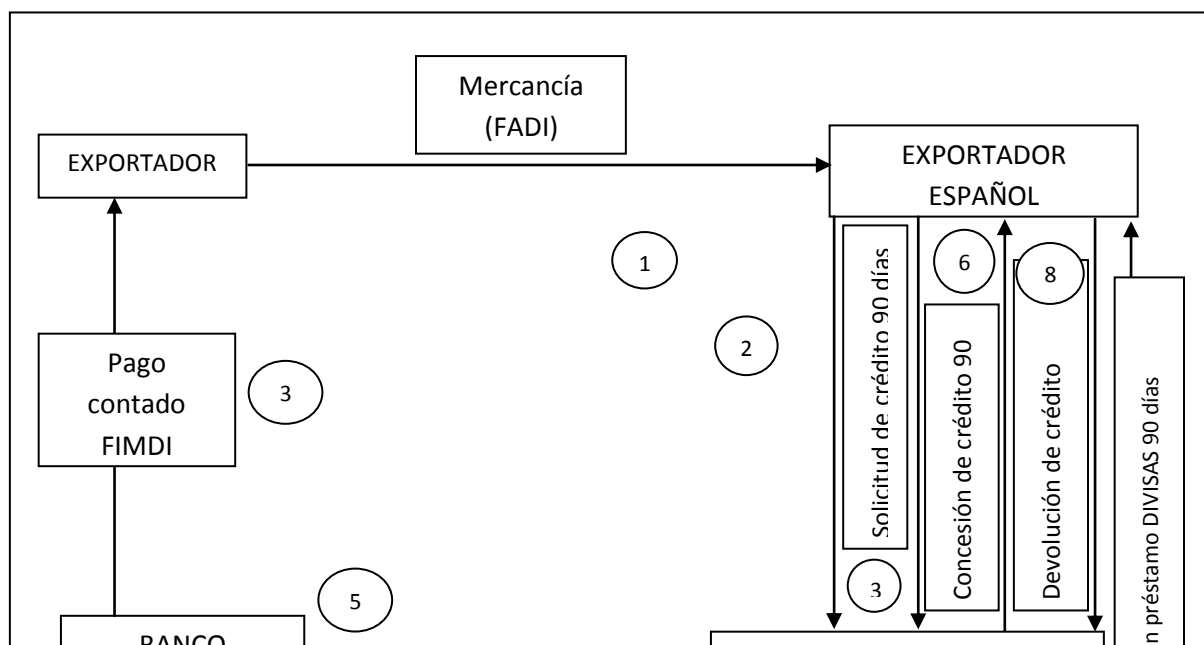 Mercancía
(FADI)
EXPORTADOR
EXPORTADOR
ESPAÑOL
1
6
8
2
Solicitud de crédito 90 días
Concesión de crédito 90
Devolución de crédito
n préstamo DIVISAS 90 días
Pago
contado
FIMDI
3
3
5
BANCO